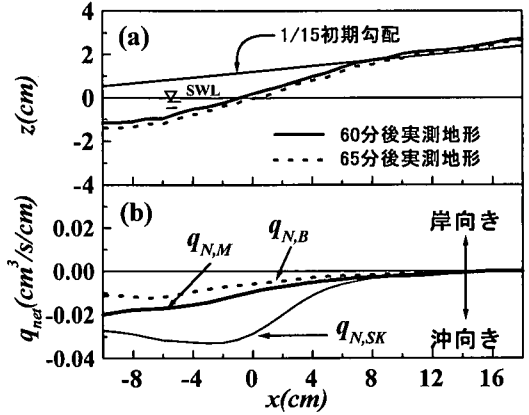 (a)
1/15初期勾配
SWL
60分後実測地形
65分後実測地形
z(cm)
4
2
0
-2
-4
(b)
岸向き
沖向き
q_{N,M}
q_{N,B}
q_{N,SK}
q_{net}(cm^3/s/cm)
0.02
0.00
-0.02
-0.04
-8 -4 0 4 8 12 16
x(cm)